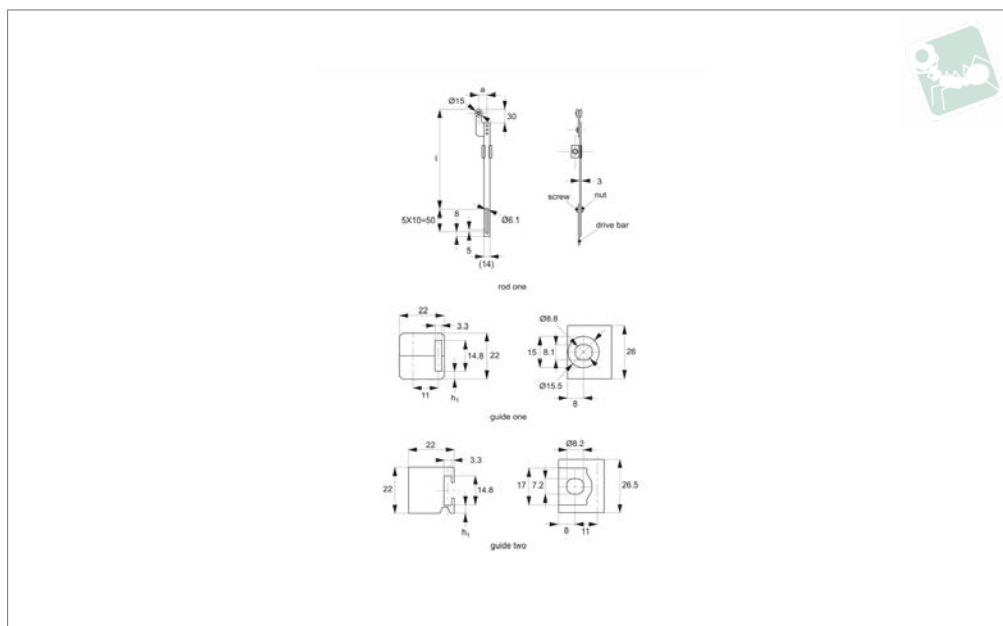 a
Ø15
30
l
3
screw
nut
5X10=50
8
Ø6.1
drive bar
5
(14)
rod one
22
3.3
14.8
22
11
h1
Ø8.8
15
8.1
26
Ø15.5
8
guide one
22
3.3
22
14.8
h1
Ø8.2
17
7.2
26.5
8
11
guide two